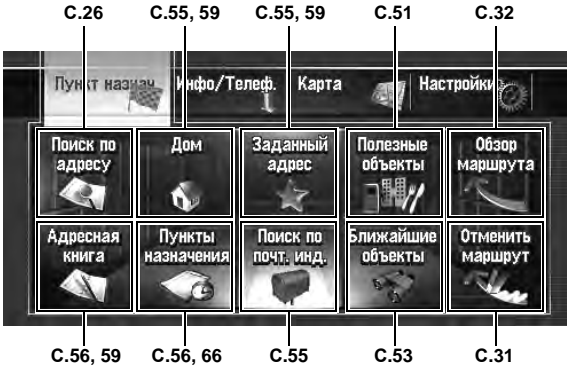 С.26 С.55, 59 С.55, 59 С.51 С.32
Пункт назнач. Инфо/Телеф. Карта Настройки
Поиск по Дом Заданный Полезные Обзор
адресу адрес объекты маршрута
Адресная Пункты Поиск по Ближайшие Отменить
книга назначения почт. инд. объекты маршрут
С.56, 59 С.56, 66 С.55 С.53 С.31